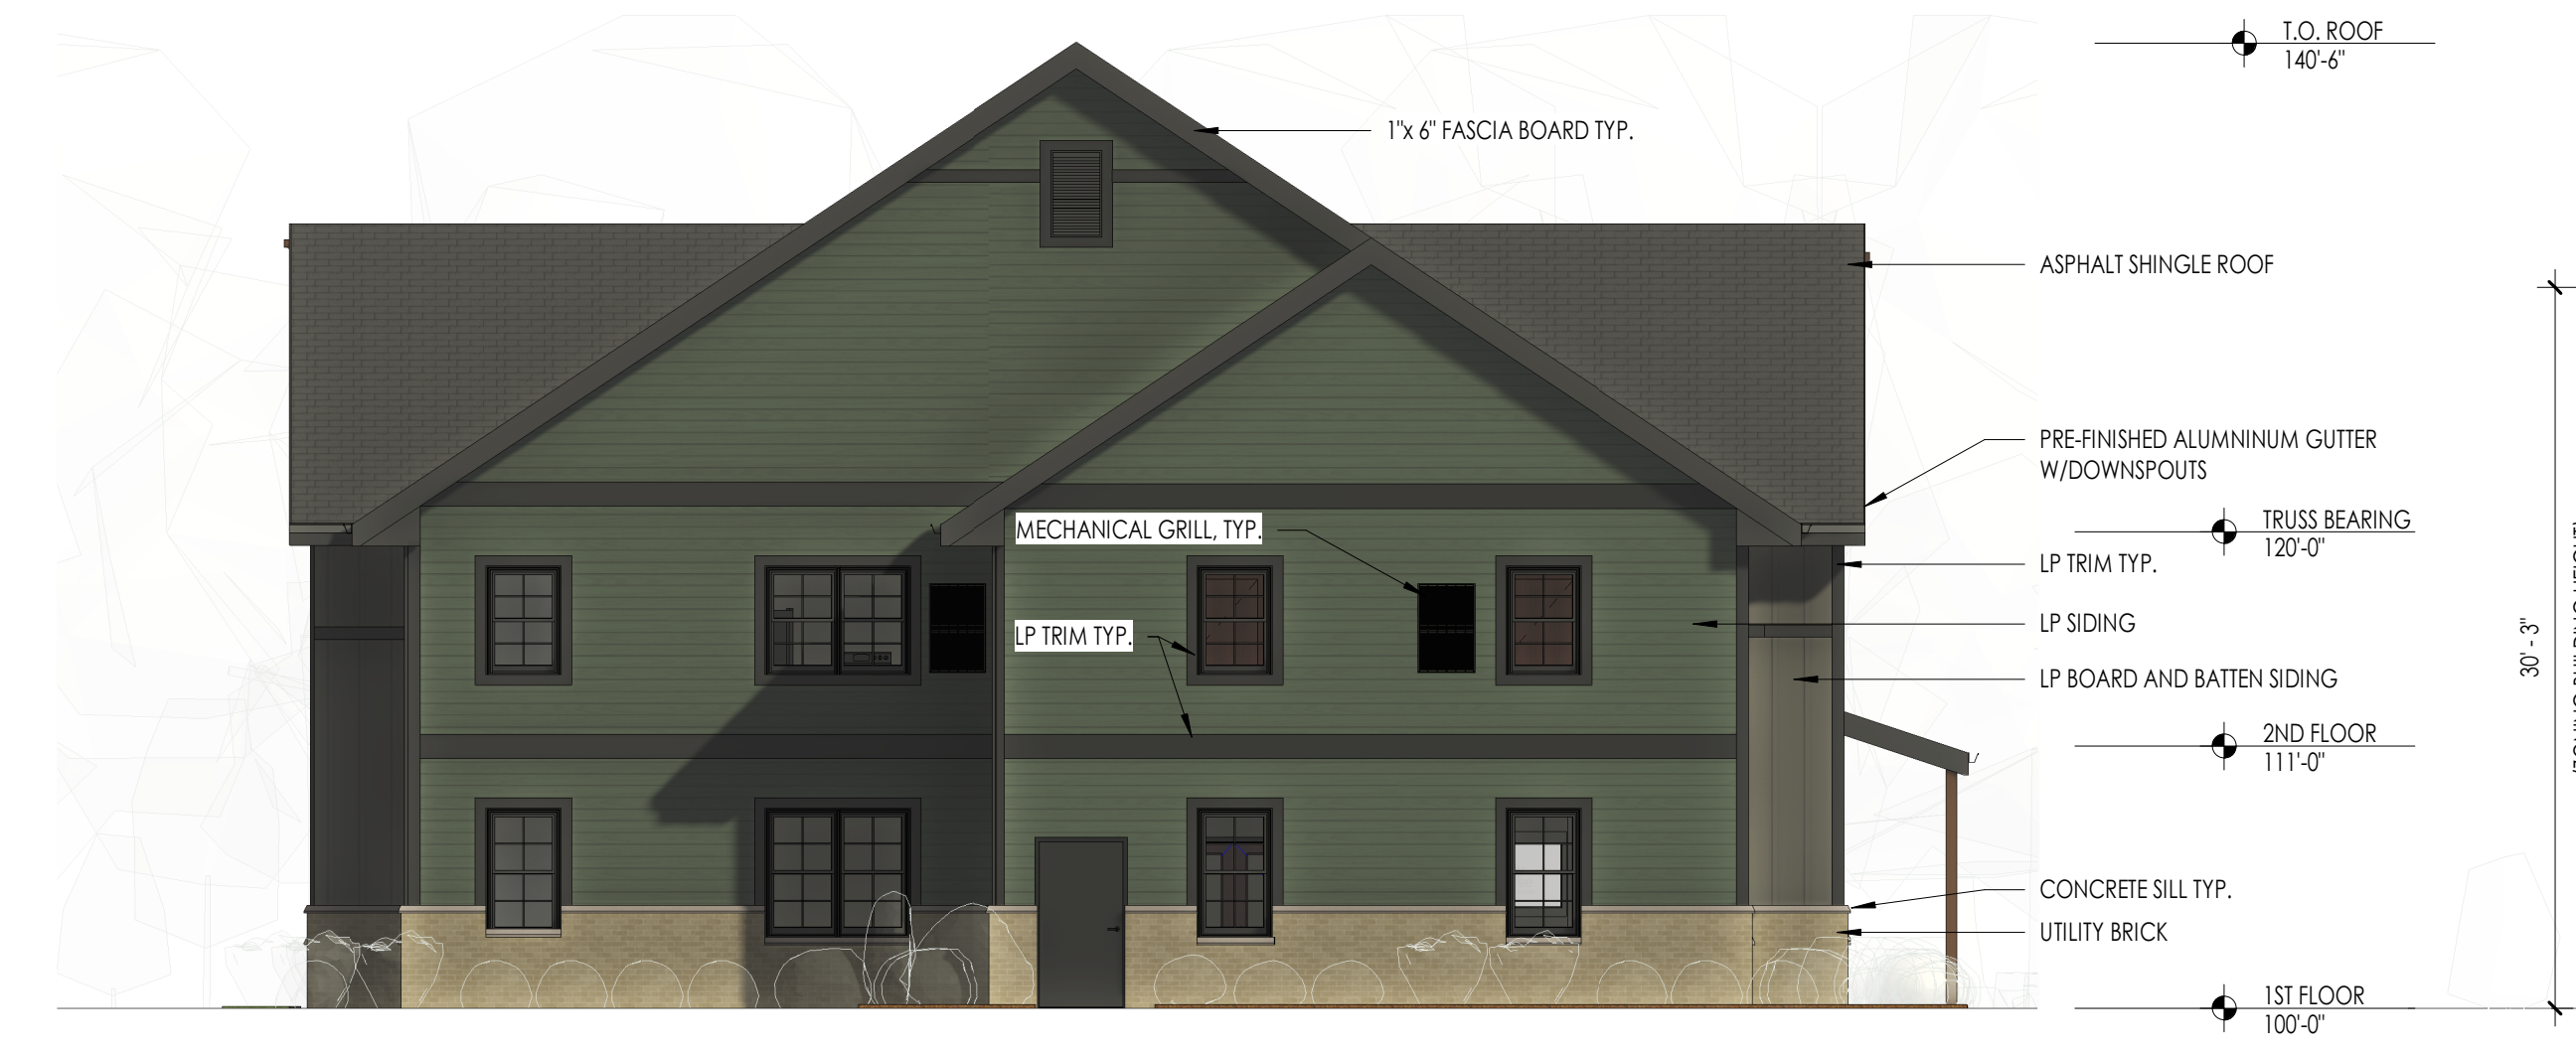 T.O. ROOF
140'-6"
1"x 6" FASCIA BOARD TYP.
ASPHALT SHINGLE ROOF
PRE-FINISHED ALUMNINUM GUTTER
W/DOWNSPOUTS
MECHANICAL GRILL, TYP.
TRUSS BEARING
120'-0"
LP TRIM TYP.
LP SIDING
LP TRIM TYP.
30' - 3"
LP BOARD AND BATTEN SIDING
2ND FLOOR
111'-0"
CONCRETE SILL TYP.
UTILITY BRICK
1ST FLOOR
100'-0"